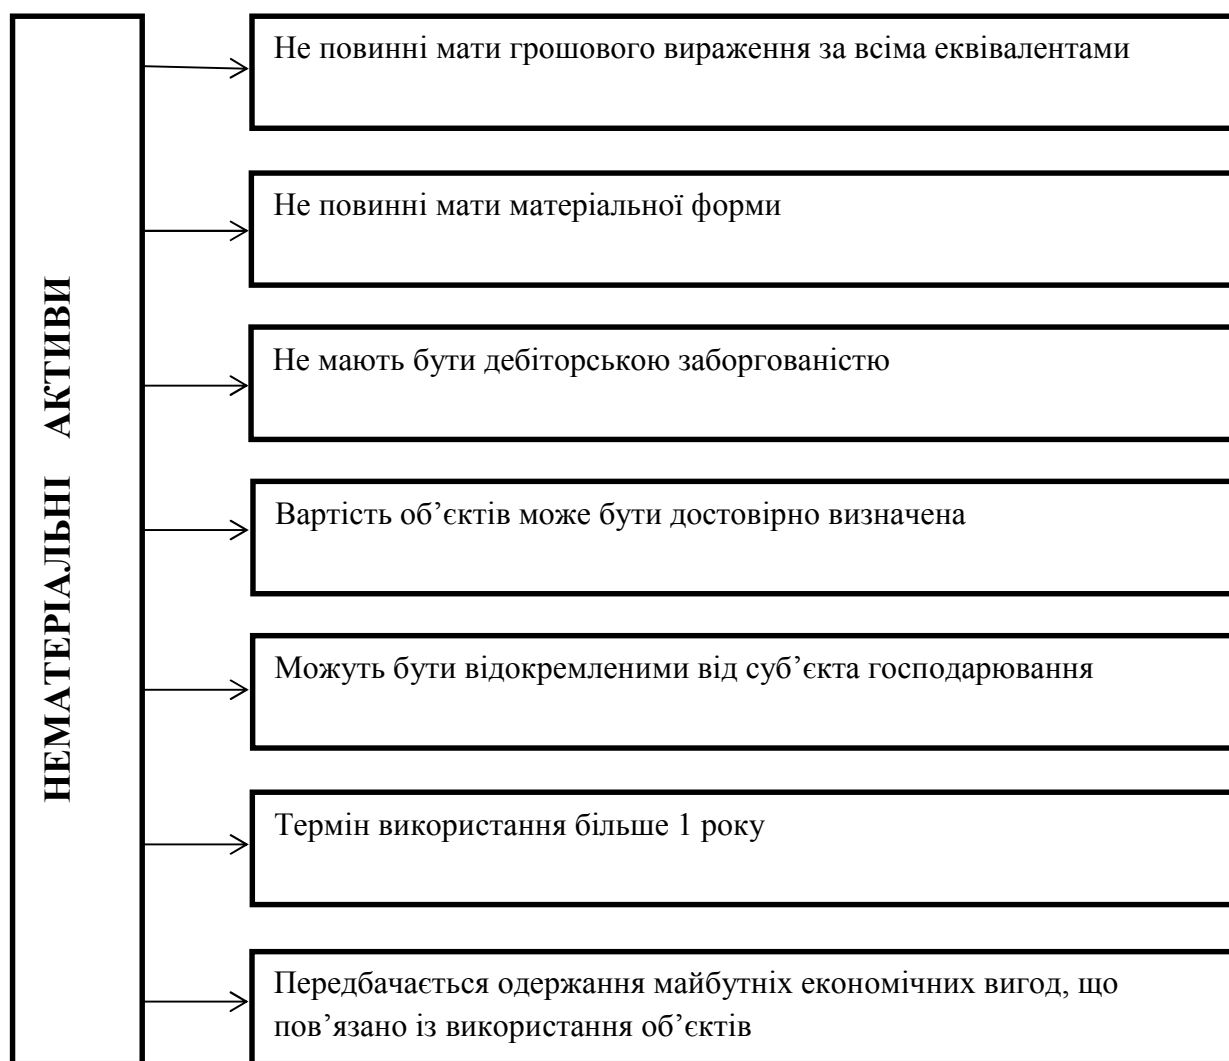 НЕМАТЕРІАЛЬНІ АКТИВИ
Не повинні мати грошового вираження за всіма еквівалентами
Не повинні мати матеріальної форми
Не мають бути дебіторською заборгованістю
Вартість об’єктів може бути достовірно визначена
Можуть бути відокремленими від суб’єкта господарювання
Термін використання більше 1 року
Передбачається одержання майбутніх економічних вигод, що
пов’язано із використання об’єктів